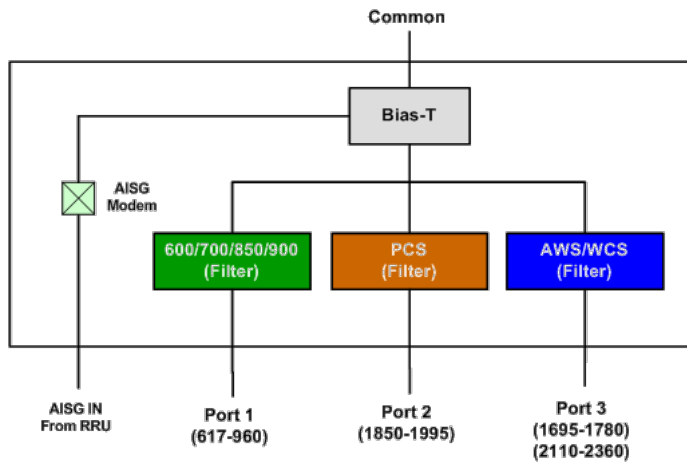 Common
Bias-T
AISG
Modem
600/700/850/900
(Filter)
PCS
(Filter)
AWS/WCS
(Filter)
AISG IN
From RRU
Port 1
(617-960)
Port 2
(1850-1995)
Port 3
(1695-1780)
(2110-2360)